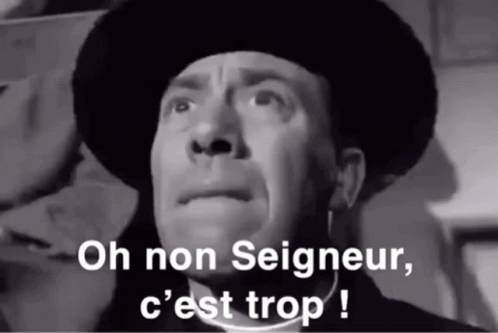 Oh non Seigneur,
c’est trop !